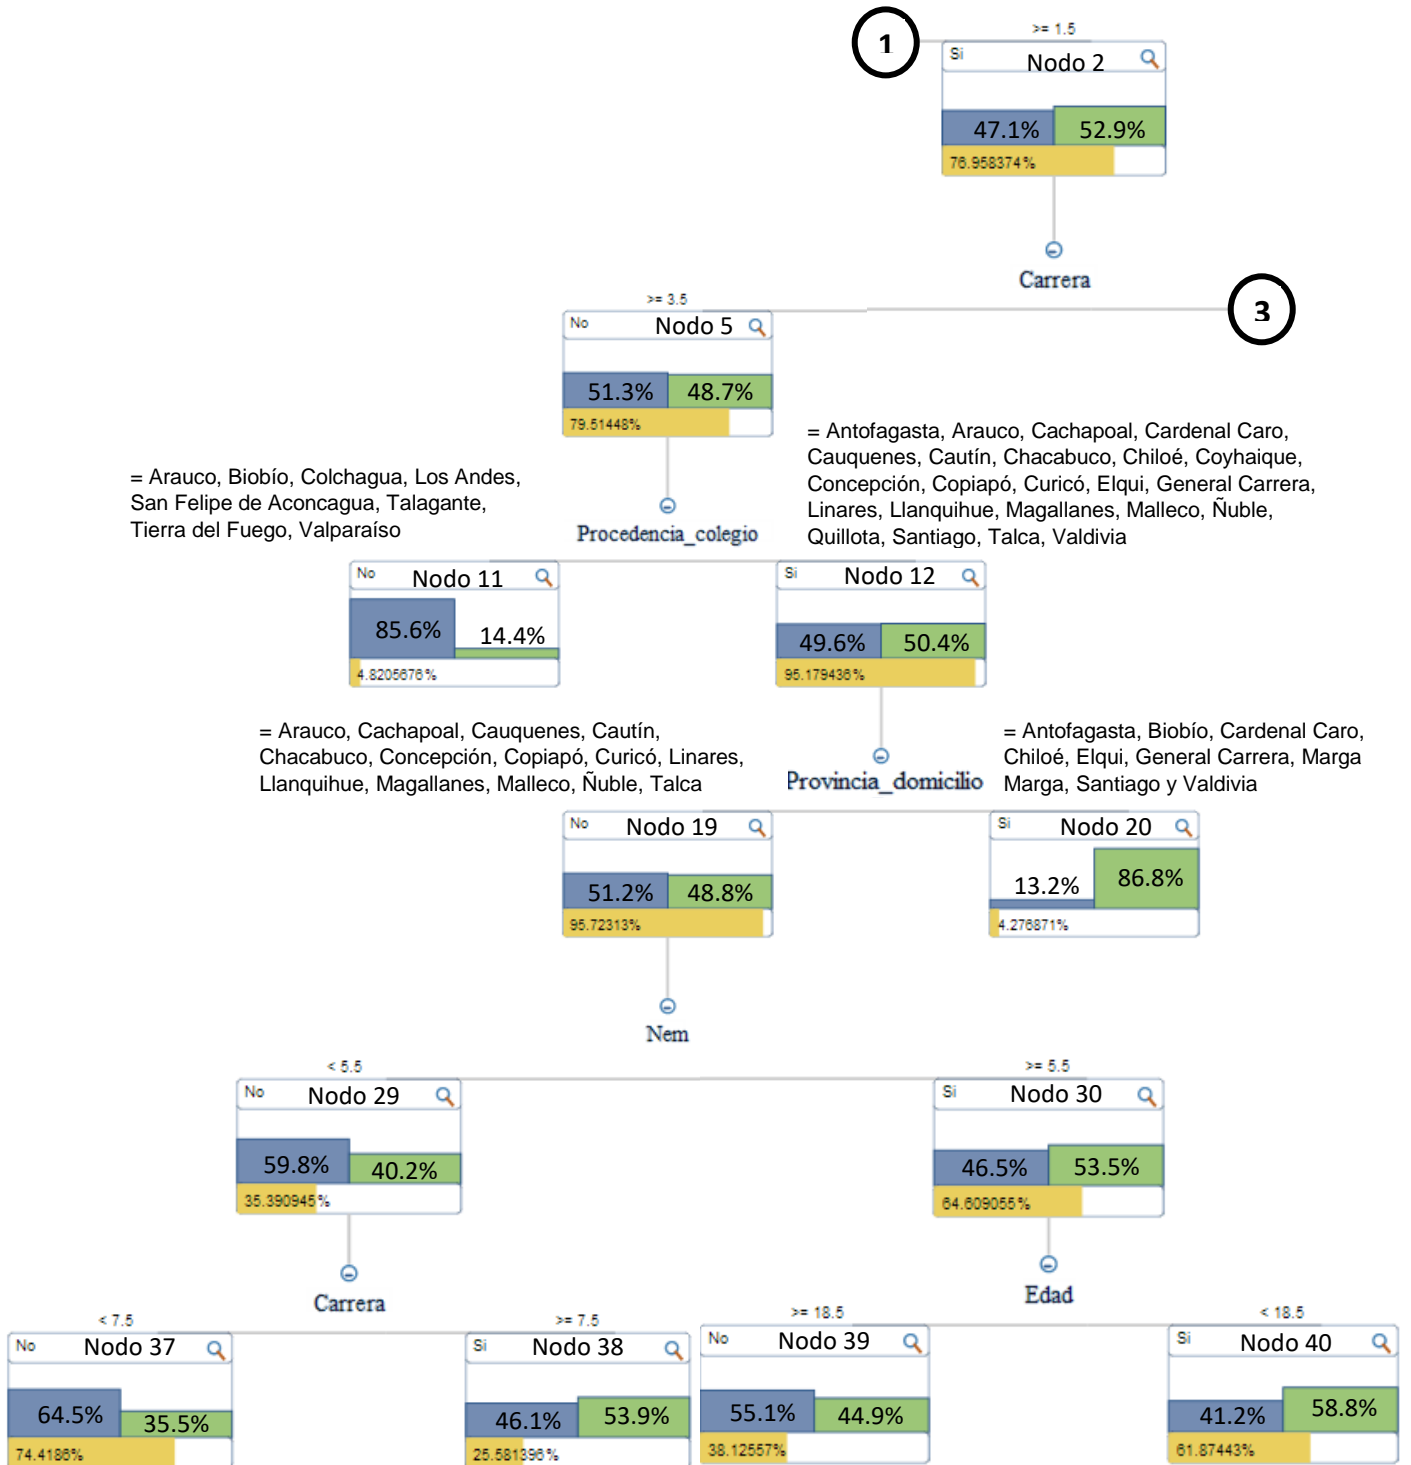 1
>= 1.5
Si
Nodo 2
47.1%
52.9%
76.958374%
Carrera
>= 3.5
3
No
Nodo 5
51.3%
48.7%
79.51448%
= Antofagasta, Arauco, Cachapoal, Cardenal Caro,
Cauquenes, Cautín, Chacabuco, Chiloé, Coyhaique,
Concepción, Copiapó, Curicó, Elqui, General Carrera,
Linares, Llanquihue, Magallanes, Malleco, Ñuble,
Quillota, Santiago, Talca, Valdivia
= Arauco, Biobío, Colchagua, Los Andes,
San Felipe de Aconcagua, Talagante,
Tierra del Fuego, Valparaíso
Procedencia_colegio
No
Nodo 11
85.6%
14.4%
4.8205676%
Si
Nodo 12
49.6%
50.4%
95.179436%
= Arauco, Cachapoal, Cauquenes, Cautín,
Chacabuco, Concepción, Copiapó, Curicó, Linares,
Llanquihue, Magallanes, Malleco, Ñuble, Talca
= Antofagasta, Biobío, Cardenal Caro,
Chiloé, Elqui, General Carrera, Marga
Marga, Santiago y Valdivia
Provincia_domicilio
No
Nodo 19
51.2%
48.8%
95.72313%
Si
Nodo 20
13.2%
86.8%
4.276871%
Nem
< 5.5
No
Nodo 29
59.8%
40.2%
35.390945%
>= 5.5
Si
Nodo 30
46.5%
53.5%
64.609055%
Carrera
Edad
< 7.5
No
Nodo 37
64.5%
35.5%
74.4186%
>= 7.5
Si
Nodo 38
46.1%
53.9%
25.581396%
>= 18.5
No
Nodo 39
55.1%
44.9%
38.12557%
< 18.5
Si
Nodo 40
41.2%
58.8%
61.87443%